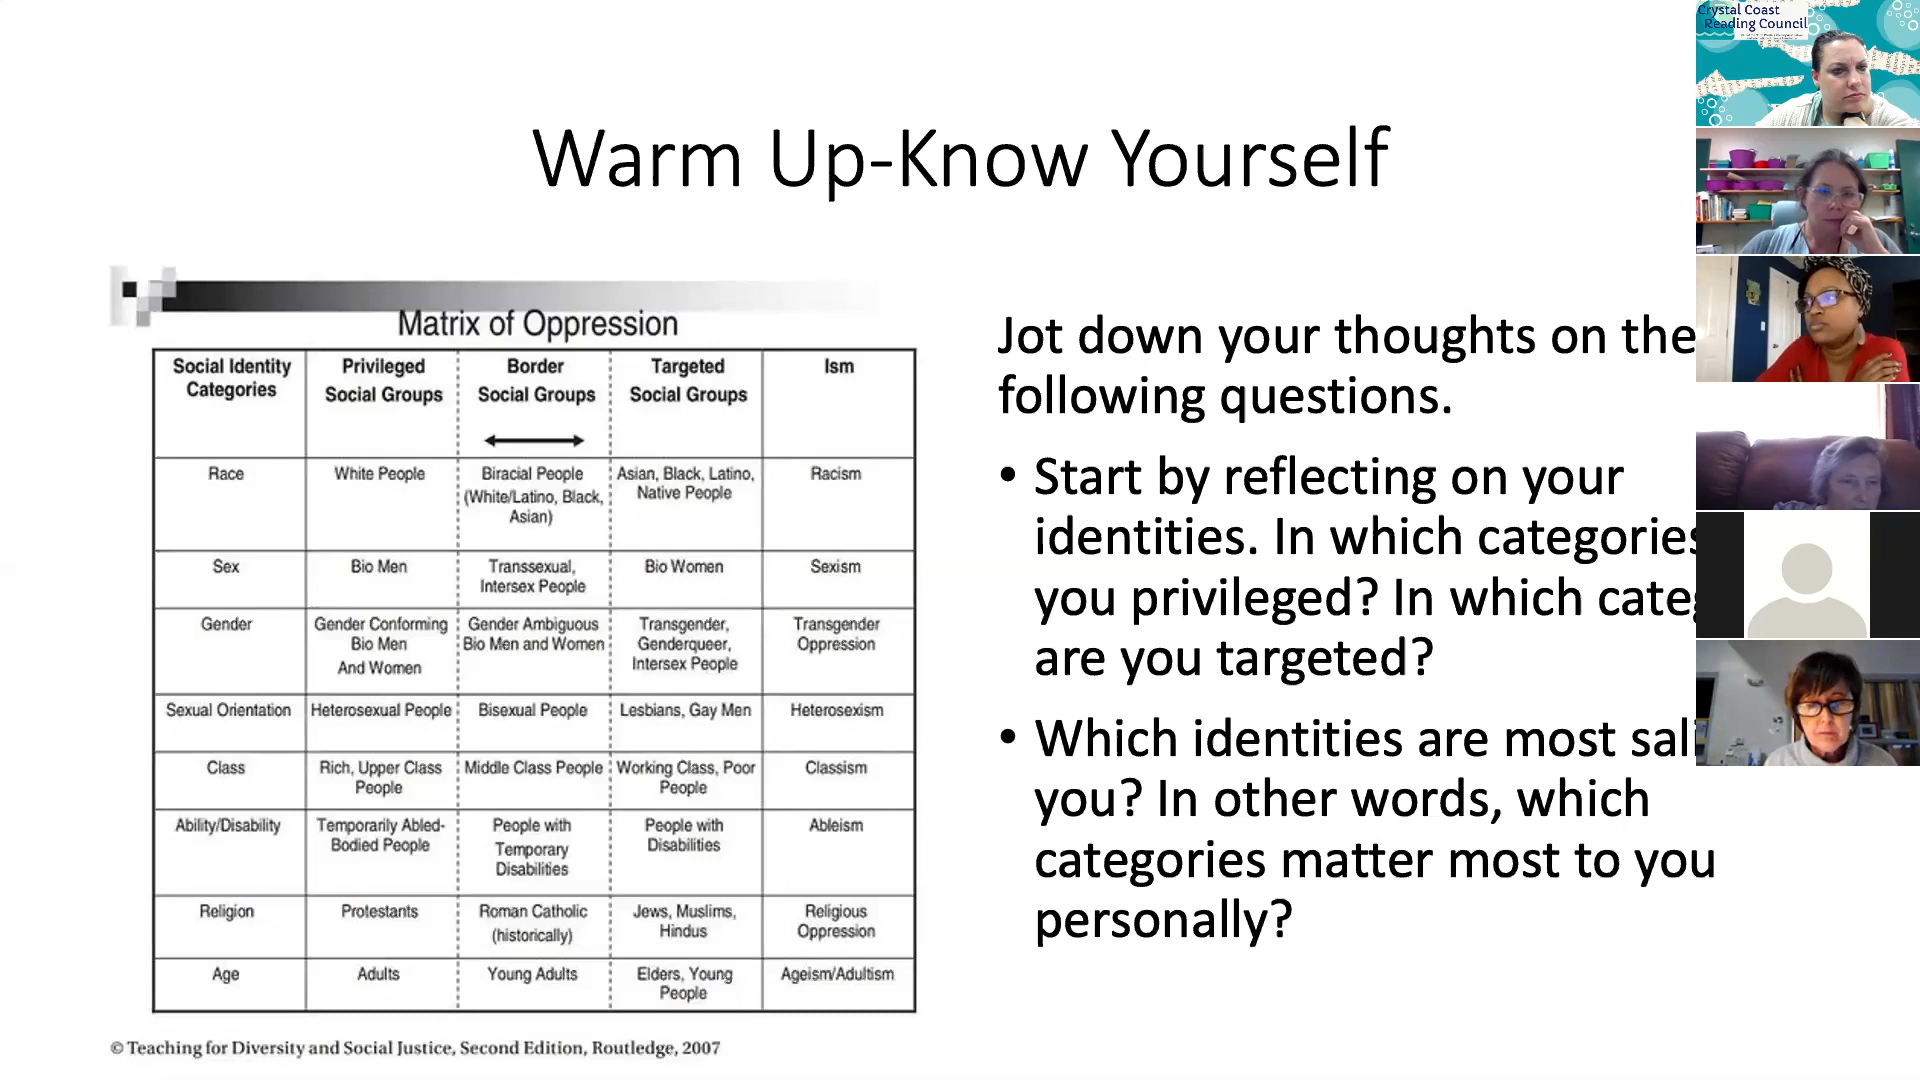 Crystal Coast
Reading Council
Warm Up-Know Yourself
Matrix of Oppression
Social Identity Categories | Privileged Social Groups | Border Social Groups | Targeted Social Groups | Ism
Race | White People | Biracial People (White/Latino, Black, Asian) | Asian, Black, Latino, Native People | Racism
Sex | Bio Men | Transsexual, Intersex People | Bio Women | Sexism
Gender | Gender Conforming Bio Men And Women | Gender Ambiguous Bio Men and Women | Transgender, Genderqueer, Intersex People | Transgender Oppression
Sexual Orientation | Heterosexual People | Bisexual People | Lesbians, Gay Men | Heterosexism
Class | Rich, Upper Class People | Middle Class People | Working Class, Poor People | Classism
Ability/Disability | Temporarily Abled-Bodied People | People with Temporary Disabilities | People with Disabilities | Ableism
Religion | Protestants | Roman Catholic (historically) | Jews, Muslims, Hindus | Religious Oppression
Age | Adults | Young Adults | Elders, Young People | Ageism/Adultism
© Teaching for Diversity and Social Justice, Second Edition, Routledge, 2007
Jot down your thoughts on the
following questions.
• Start by reflecting on your
identities. In which categories
you privileged? In which categ
are you targeted?
• Which identities are most sali
you? In other words, which
categories matter most to you
personally?